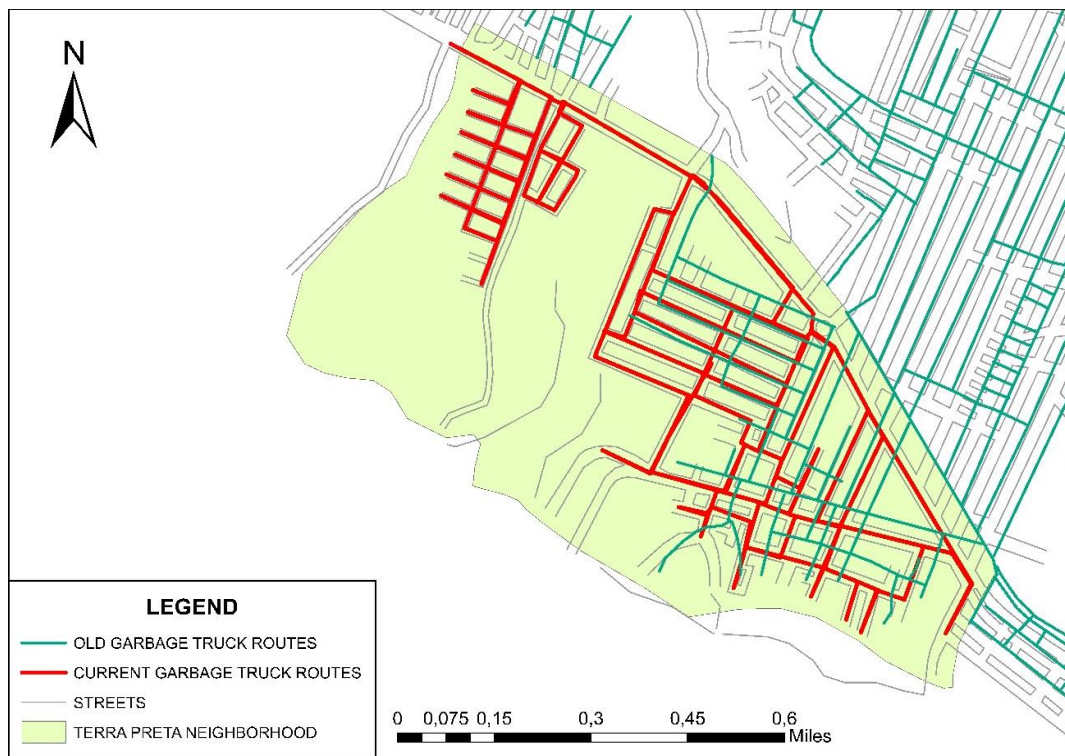 N
LEGEND
OLD GARBAGE TRUCK ROUTES
CURRENT GARBAGE TRUCK ROUTES
STREETS
TERRA PRETA NEIGHBORHOOD
0 0,075 0,15 0,3 0,45 0,6
Miles